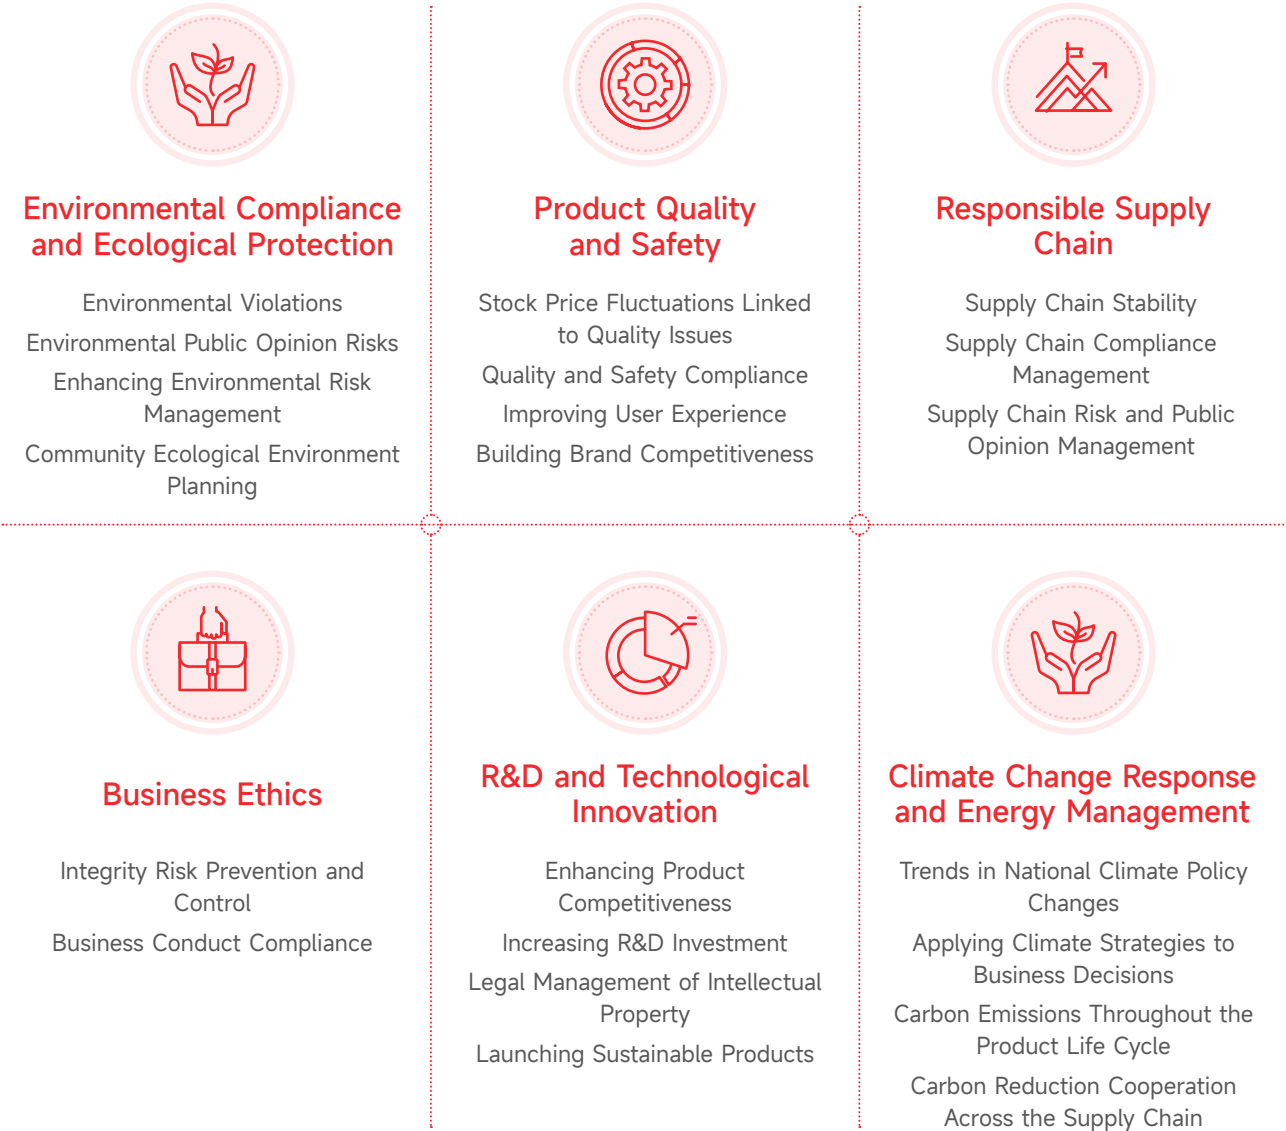 Environmental Compliance
and Ecological Protection
Environmental Violations
Environmental Public Opinion Risks
Enhancing Environmental Risk
Management
Community Ecological Environment
Planning
Product Quality
and Safety
Stock Price Fluctuations Linked
to Quality Issues
Quality and Safety Compliance
Improving User Experience
Building Brand Competitiveness
Responsible Supply
Chain
Supply Chain Stability
Supply Chain Compliance
Management
Supply Chain Risk and Public
Opinion Management
Business Ethics
Integrity Risk Prevention and
Control
Business Conduct Compliance
R&D and Technological
Innovation
Enhancing Product
Competitiveness
Increasing R&D Investment
Legal Management of Intellectual
Property
Launching Sustainable Products
Climate Change Response
and Energy Management
Trends in National Climate Policy
Changes
Applying Climate Strategies to
Business Decisions
Carbon Emissions Throughout the
Product Life Cycle
Carbon Reduction Cooperation
Across the Supply Chain